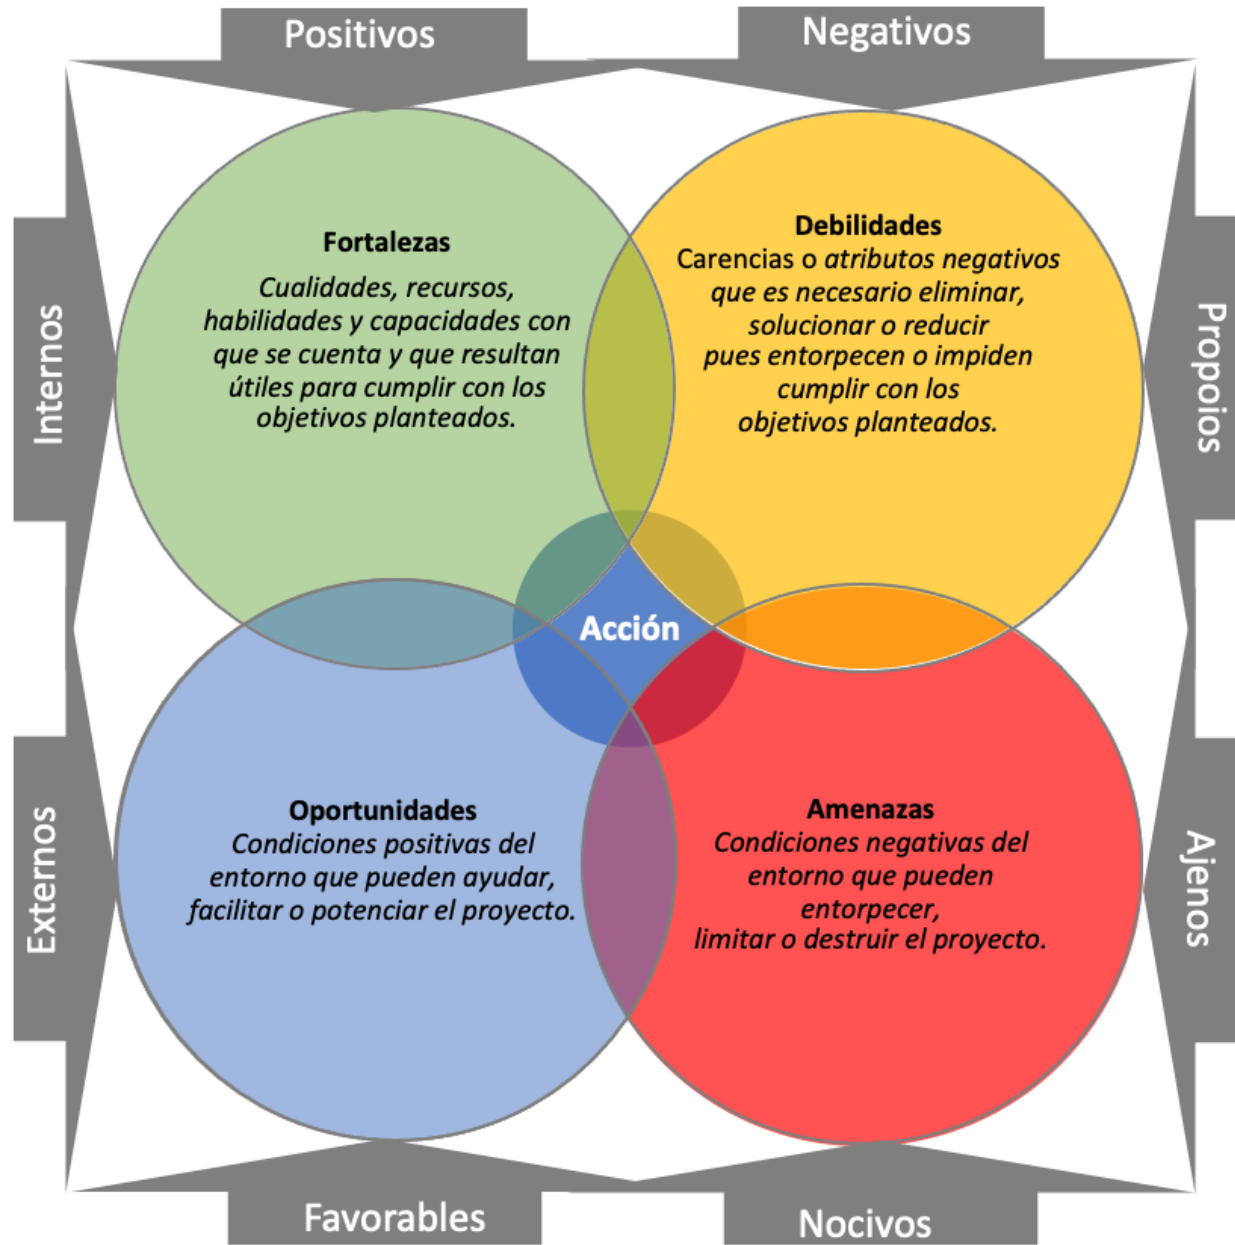 Positivos
Negativos
Internos
Propoios
Fortalezas
Cualidades, recursos,
habilidades y capacidades con
que se cuenta y que resultan
útiles para cumplir con los
objetivos planteados.
Debilidades
Carencias o atributos negativos
que es necesario eliminar,
solucionar o reducir
pues entorpecen o impiden
cumplir con los
objetivos planteados.
Acción
Externos
Ajenos
Oportunidades
Condiciones positivas del
entorno que pueden ayudar,
facilitar o potenciar el proyecto.
Amenazas
Condiciones negativas del
entorno que pueden
entorpecer,
limitar o destruir el proyecto.
Favorables
Nocivos